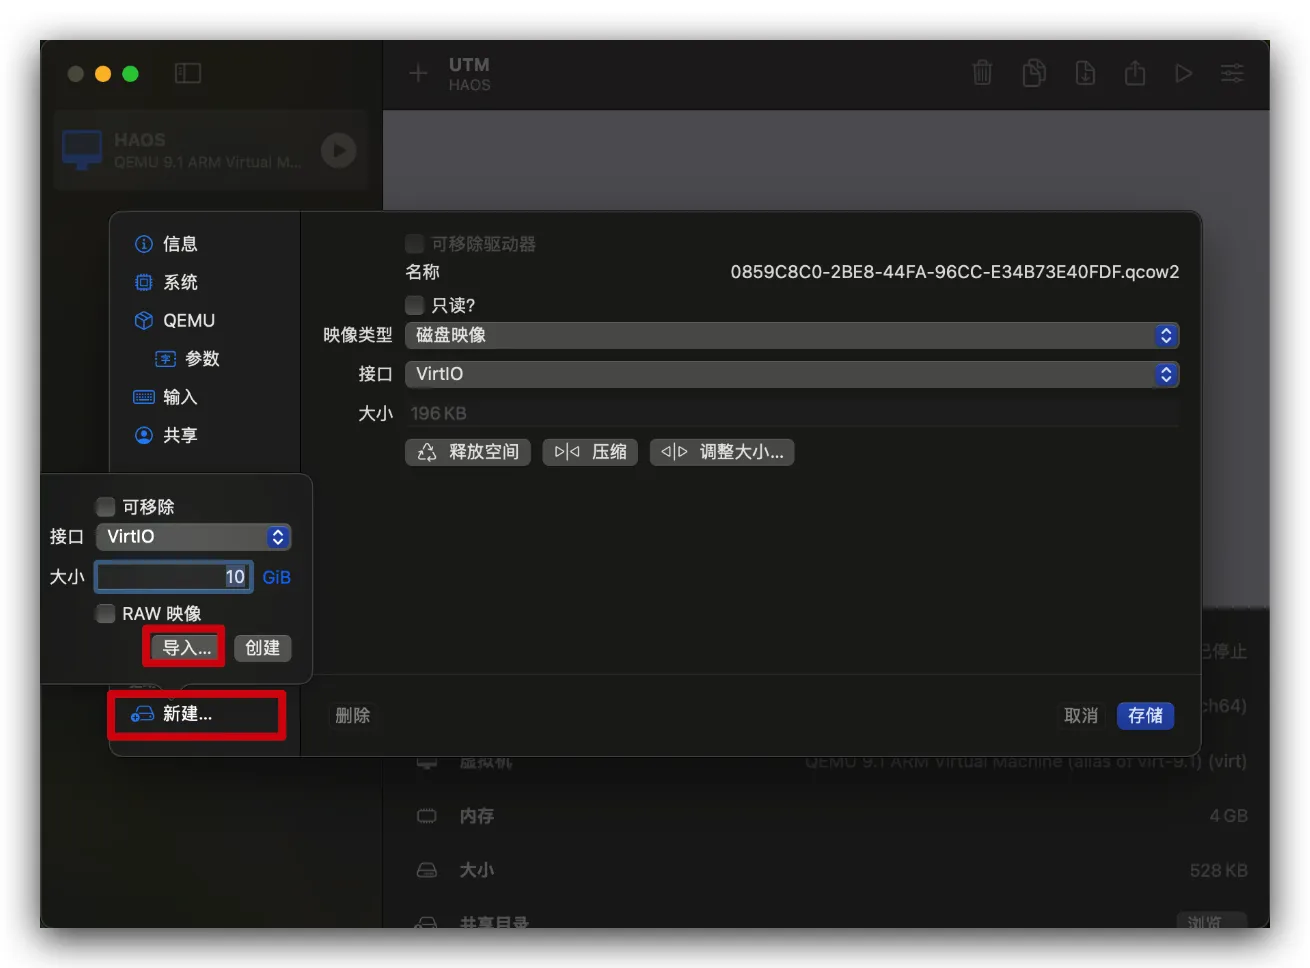 UTM
HAOS
HAOS
QEMU 9.1 ARM Virtual M...
信息
系统
QEMU
参数
输入
共享
可移除驱动器
名称 0859C8C0-2BE8-44FA-96CC-E34B73E40FDF.qcow2
只读?
映像类型 磁盘映像
接口 VirtIO
大小 196 KB
释放空间 压缩 调整大小...
可移除
接口 VirtIO
大小 10 GiB
RAW 映像
导入... 创建
新建...
删除 取消 存储
已停止
ch64)
虚拟机 QEMU 9.1 ARM Virtual Machine (alias of virt-9.1) (virt)
内存 4 GB
大小 528 KB
共享目录 浏览